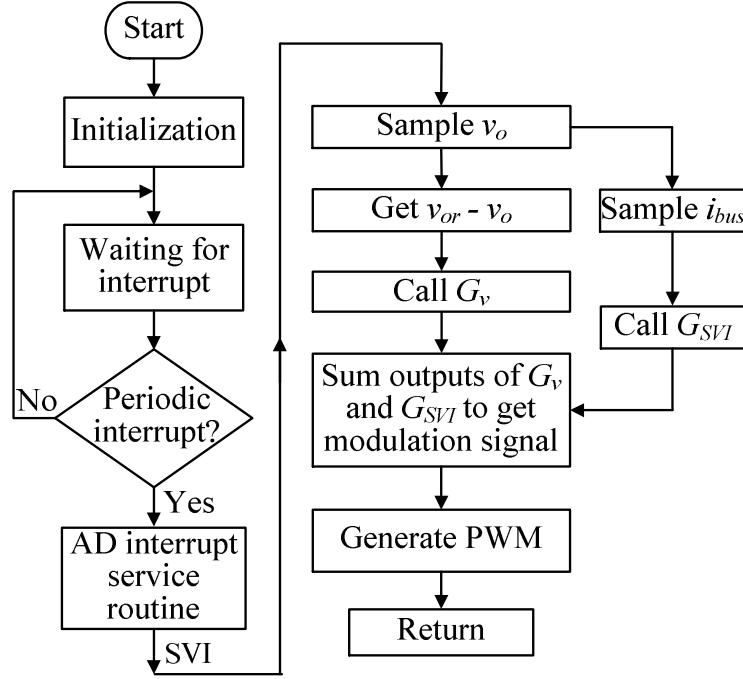 Start
Initialization
Waiting for
interrupt
No
Periodic
interrupt?
Yes
AD interrupt
service
routine
SVI
Sample vo
Get vor - vo
Call Gv
Sum outputs of Gv
and GSVI to get
modulation signal
Generate PWM
Return
Sample ibus
Call GSVI